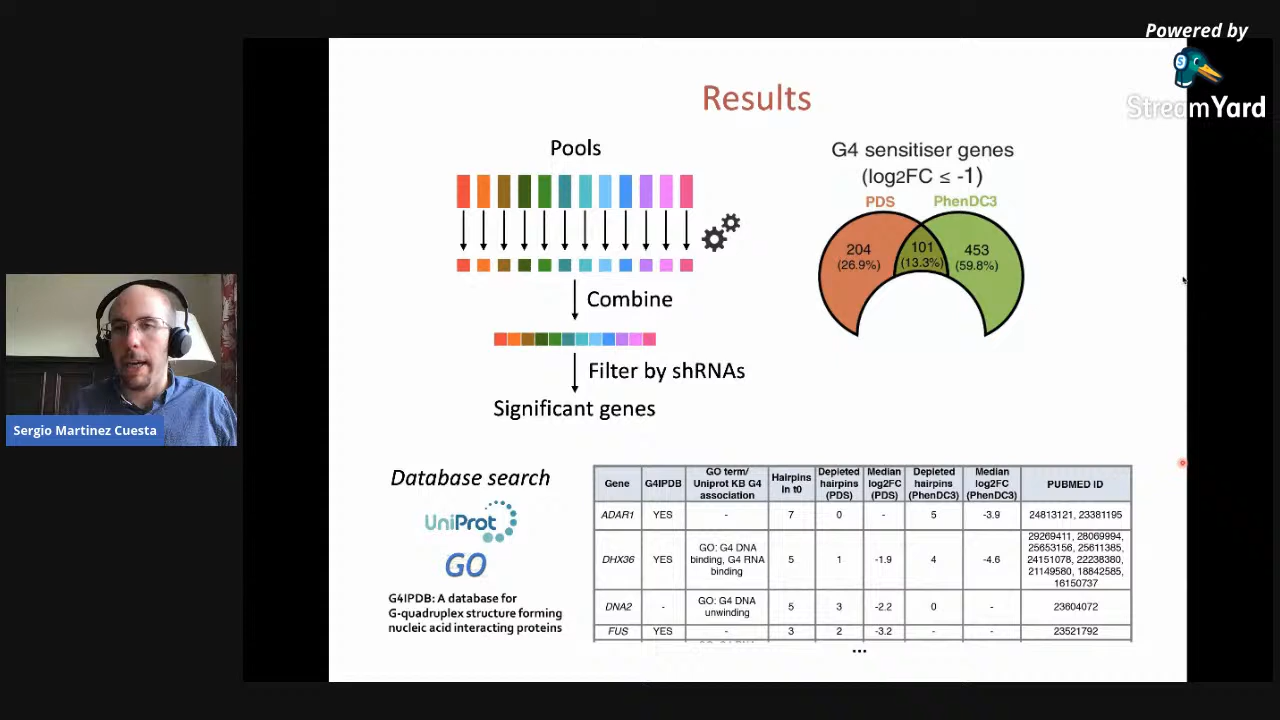 Powered by
StreamYard
Results
Pools
Combine
Filter by shRNAs
Significant genes
G4 sensitiser genes
(log2FC ≤ -1)
PDS
PhenDC3
204
(26.9%)
101
(13.3%)
453
(59.8%)
Sergio Martinez Cuesta
Database search
UniProt
GO
G4IPDB: A database for
G-quadruplex structure forming
nucleic acid interacting proteins
Gene
G4IPDB
GO term/
Uniprot KB G4
association
Hairpins
in t0
Depleted
hairpins
(PDS)
Median
log2FC
(PDS)
Depleted
hairpins
(PhenDC3)
Median
log2FC
(PhenDC3)
PUBMED ID
ADAR1
YES
-
7
0
-
5
-3.9
24813121, 23381195
DHX36
YES
GO: G4 DNA
binding, G4 RNA
binding
5
1
-1.9
4
-4.6
29269411, 28069994,
25653156, 25611385,
24151078, 22238380,
21149580, 18842585,
16150737
DNA2
-
GO: G4 DNA
unwinding
5
3
-2.2
0
-
23604072
FUS
YES
-
3
2
-3.2
-
-
23521792
...